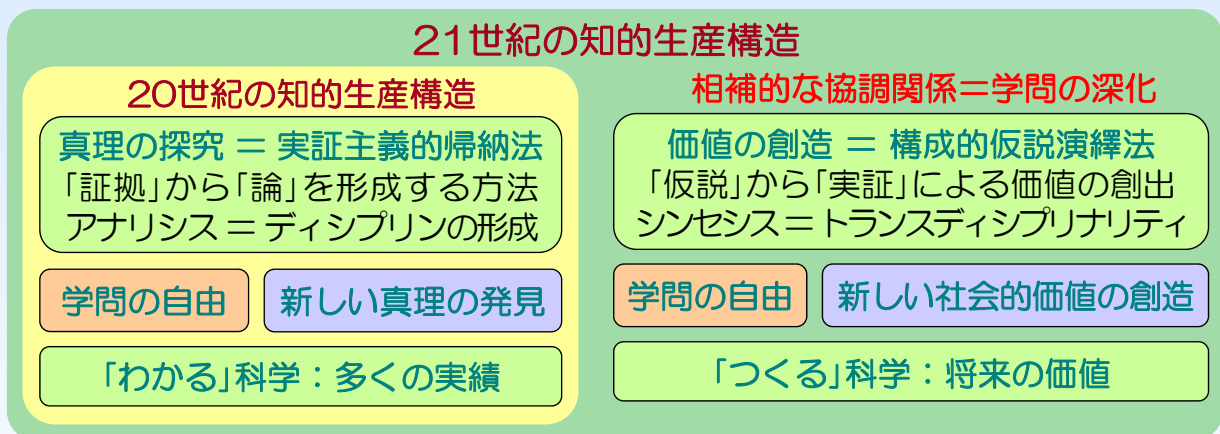 21世紀の知的生産構造
20世紀の知的生産構造
真理の探究 ＝ 実証主義的帰納法
「証拠」から「論」を形成する方法
アナリシス ＝ ディシプリンの形成
学問の自由
新しい真理の発見
「わかる」科学：多くの実績
相補的な協調関係＝学問の深化
価値の創造 ＝ 構成的仮説演繹法
「仮説」から「実証」による価値の創出
シンセシス＝トランスディシプリナリティ
学問の自由
新しい社会的価値の創造
「つくる」科学：将来の価値